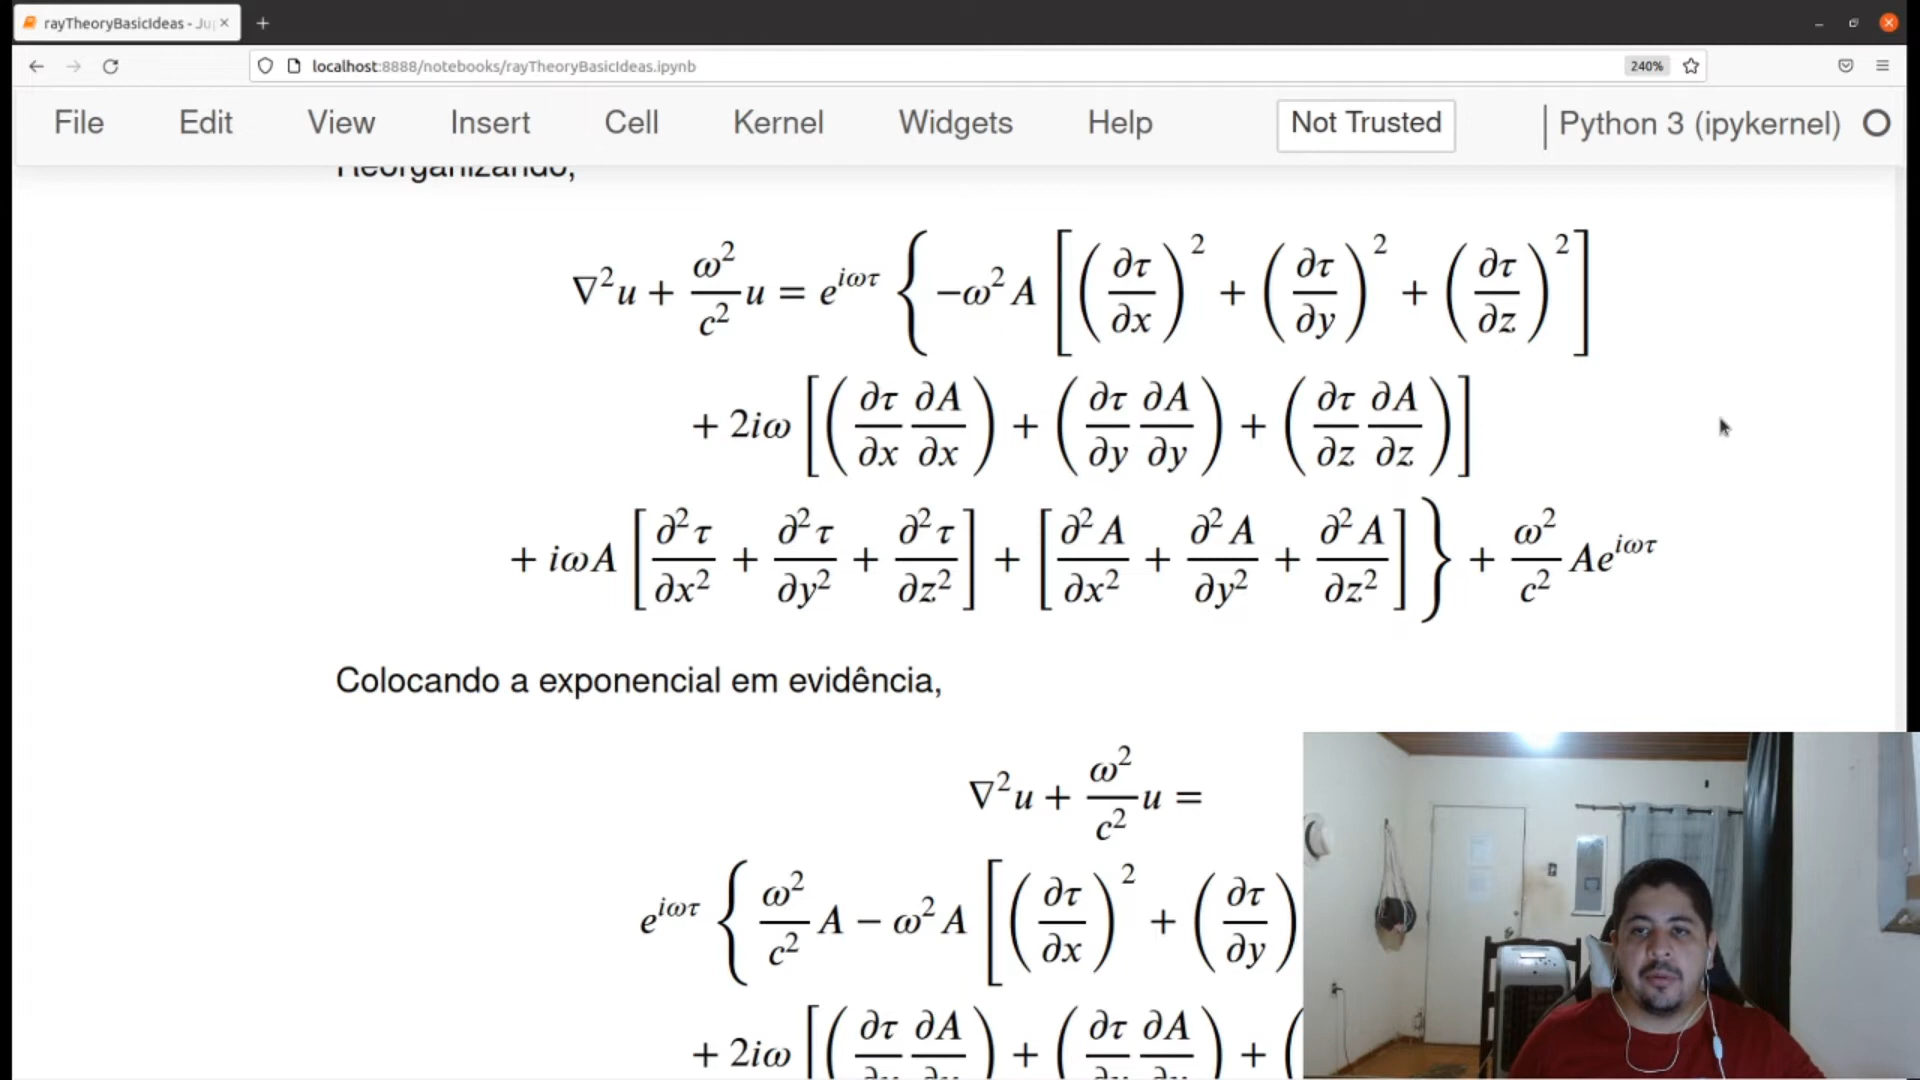 rayTheoryBasicIdeas - Ju
localhost:8888/notebooks/rayTheoryBasicIdeas.ipynb
240%
File Edit View Insert Cell Kernel Widgets Help Not Trusted Python 3 (ipykernel)
Reorganizando,
∇²u + ω²/c² u = e^{iωτ} { −ω²A [ (∂τ/∂x)² + (∂τ/∂y)² + (∂τ/∂z)² ]
+ 2iω [ (∂τ/∂x ∂A/∂x) + (∂τ/∂y ∂A/∂y) + (∂τ/∂z ∂A/∂z) ]
+ iωA [ ∂²τ/∂x² + ∂²τ/∂y² + ∂²τ/∂z² ] + [ ∂²A/∂x² + ∂²A/∂y² + ∂²A/∂z² ] } + ω²/c² Ae^{iωτ}
Colocando a exponencial em evidência,
∇²u + ω²/c² u =
e^{iωτ} { ω²/c² A − ω²A [ (∂τ/∂x)² + (∂τ/∂y)
+ 2iω [ (∂τ ∂A) + (∂τ ∂A) + (